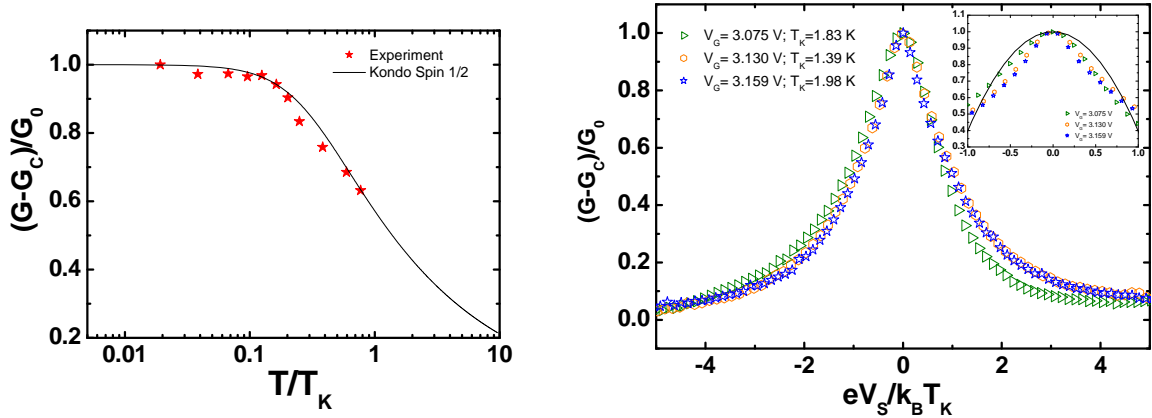 Experiment
Kondo Spin 1/2
1.0
0.8
0.6
0.4
0.2
0.01
0.1
1
10
(G-G_C)/G_0
T/T_K
V_G= 3.075 V; T_K=1.83 K
V_G= 3.130 V; T_K=1.39 K
V_G= 3.159 V; T_K=1.98 K
1.0
0.8
0.6
0.4
0.2
0.0
-4
-2
0
2
4
(G-G_C)/G_0
eV_S/k_BT_K
1.1
1.0
0.9
0.8
0.7
0.6
0.5
0.4
0.3
-1.0
-0.5
0.0
0.5
1.0
V_G= 3.075 V
V_G= 3.130 V
V_G= 3.159 V